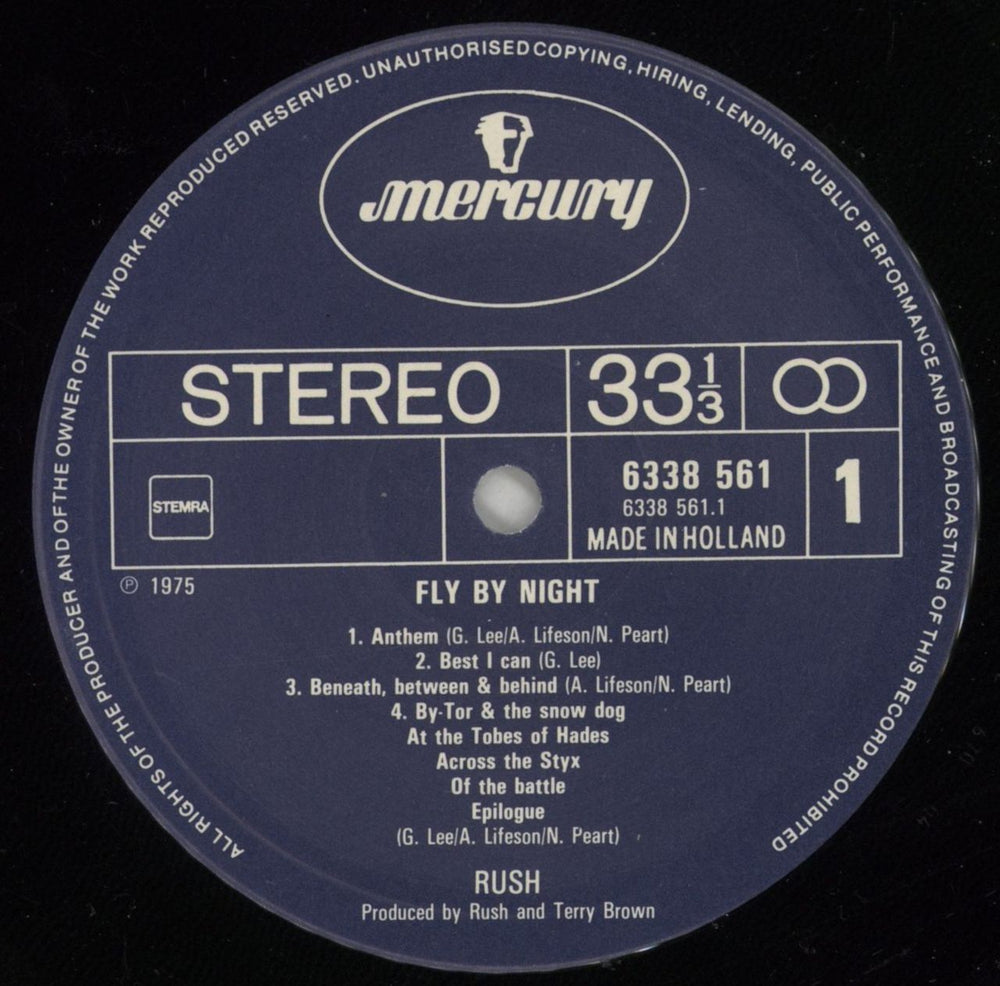 ALL RIGHTS OF THE PRODUCER AND OF THE OWNER OF THE WORK REPRODUCED RESERVED. UNAUTHORISED COPYING, HIRING, LENDING, PUBLIC PERFORMANCE AND BROADCASTING OF THIS RECORD PROHIBITED
mercury
STEREO 33 1/3
STEMRA
6338 561
6338 561.1
MADE IN HOLLAND
1
℗ 1975
FLY BY NIGHT
1. Anthem (G. Lee/A. Lifeson/N. Peart)
2. Best I can (G. Lee)
3. Beneath, between & behind (A. Lifeson/N. Peart)
4. By-Tor & the snow dog
At the Tobes of Hades
Across the Styx
Of the battle
Epilogue
(G. Lee/A. Lifeson/N. Peart)
RUSH
Produced by Rush and Terry Brown